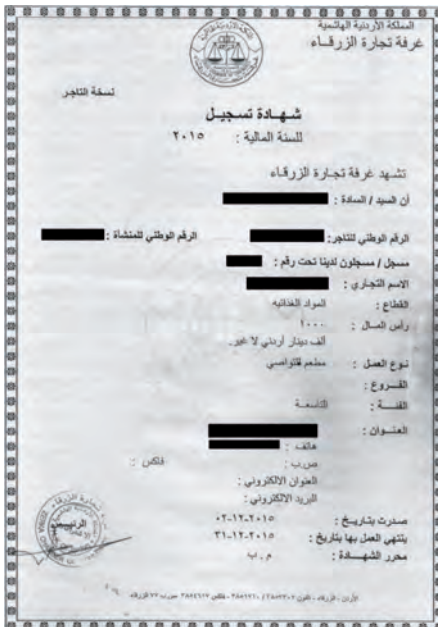 المملكة الأردنية الهاشمية
غرفة تجارة الزرقاء
نسخة التاجر
شهادة تسجيل
للسنة المالية : ٢٠١٥
تشهد غرفة تجارة الزرقاء
أن السيد / السادة :
الرقم الوطني للتاجر: الرقم الوطني للمنشأة :
مسجل / مسجلون لدينا تحت رقم :
الاسم التجاري :
القطاع : المواد الغذائيه
رأس المال : ١٠٠٠
ألف دينار أردني لا غير.
نوع العمل : مطعم
الفروع :
الفئة : التاسعة
العنوان :
هاتف :
ص.ب : فاكس :
العنوان الالكتروني :
البريد الالكتروني :
صدرت بتاريخ : ٠٢-١٢-٢٠١٥
ينتهي العمل بها بتاريخ : ٣١-١٢-٢٠١٥
محرر الشهادة : م . ب
الرئيس
الأردن - الزرقاء -